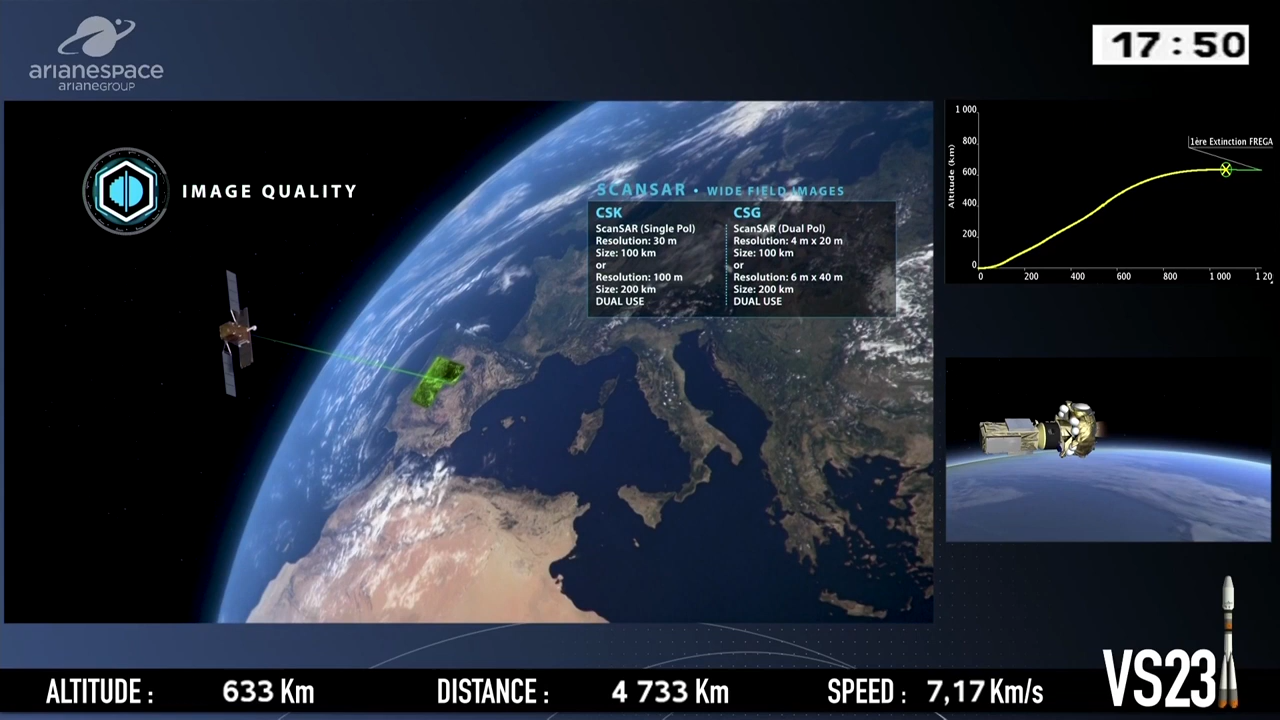 arianespace
arianeGROUP
17:50
IMAGE QUALITY
SCANSAR • WIDE FIELD IMAGES
CSK
ScanSAR (Single Pol)
Resolution: 30 m
Size: 100 km
or
Resolution: 100 m
Size: 200 km
DUAL USE
CSG
ScanSAR (Dual Pol)
Resolution: 4 m x 20 m
Size: 100 km
or
Resolution: 6 m x 40 m
Size: 200 km
DUAL USE
1 000
800
600
400
200
0
Altitude (km)
1ère Extinction FREGA
0 200 400 600 800 1 000 1 20
ALTITUDE : 633 Km DISTANCE : 4 733 Km SPEED : 7,17 Km/s
VS23